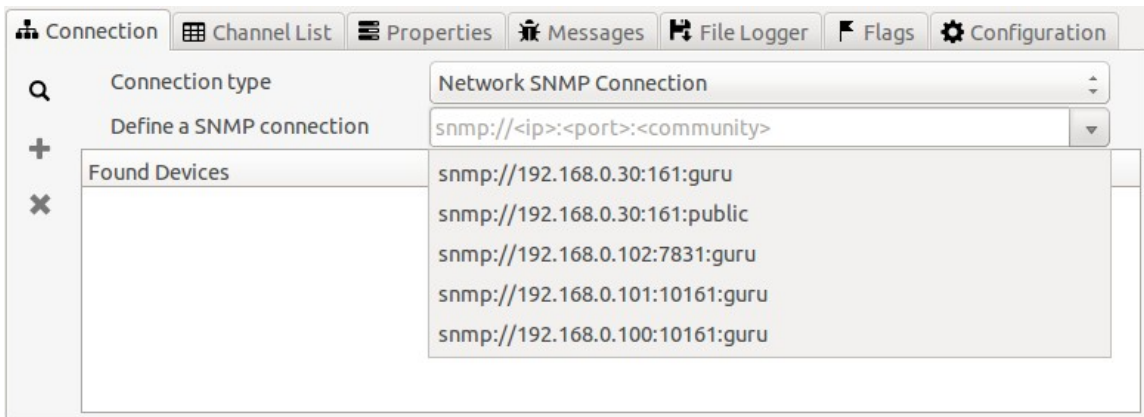 Connection Channel List Properties Messages File Logger Flags Configuration
Connection type Network SNMP Connection
Define a SNMP connection snmp://<ip>:<port>:<community>
Found Devices
snmp://192.168.0.30:161:guru
snmp://192.168.0.30:161:public
snmp://192.168.0.102:7831:guru
snmp://192.168.0.101:10161:guru
snmp://192.168.0.100:10161:guru